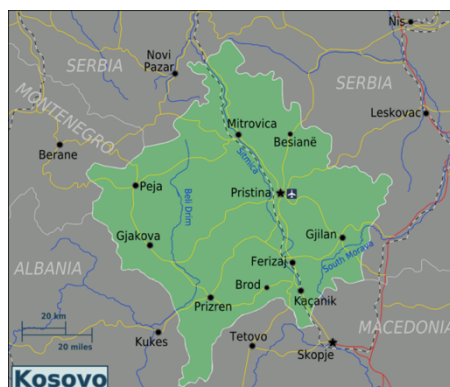 Nis
Novi
Pazar
SERBIA
SERBIA
MONTENEGRO
Leskovac
Mitrovica
Besianë
Berane
Sitnica
Peja
Beli Drim
Pristina
Gjakova
Gjilan
South Morava
Ferizaj
ALBANIA
Brod
Kaçanik
Prizren
20 km
20 miles
Kukes
Tetovo
Skopje
MACEDONIA
Kosovo